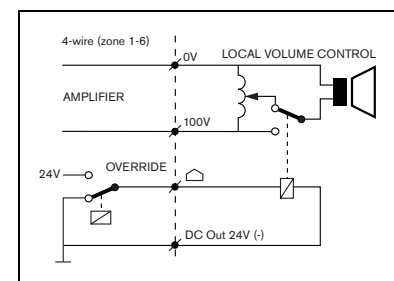 4-wire (zone 1-6)
0V
LOCAL VOLUME CONTROL
AMPLIFIER
100V
OVERRIDE
24V
DC Out 24V (-)